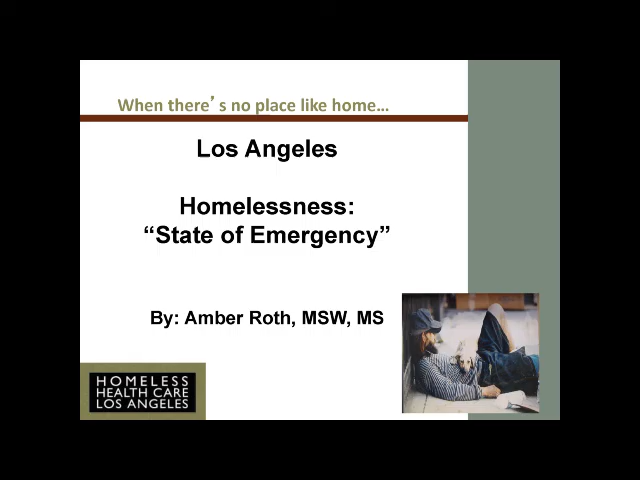 When there’s no place like home…
Los Angeles
Homelessness:
“State of Emergency”
By: Amber Roth, MSW, MS
HOMELESS
HEALTH CARE
LOS ANGELES